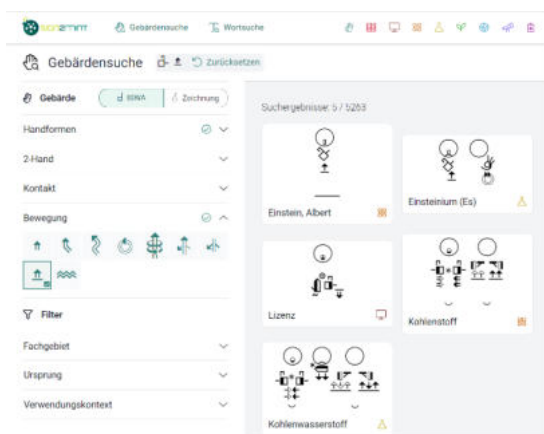 Gebärdensuche
Wortsuche
Gebärdensuche
Zurücksetzen
Gebärde
Zeichnung
Handformen
2-Hand
Kontakt
Bewegung
Filter
Fachgebiet
Ursprung
Verwendungskontext
Suchergebnisse: 5 / 5263
Einstein, Albert
Einsteinium (Es)
Lizenz
Kohlenstoff
Kohlenwasserstoff